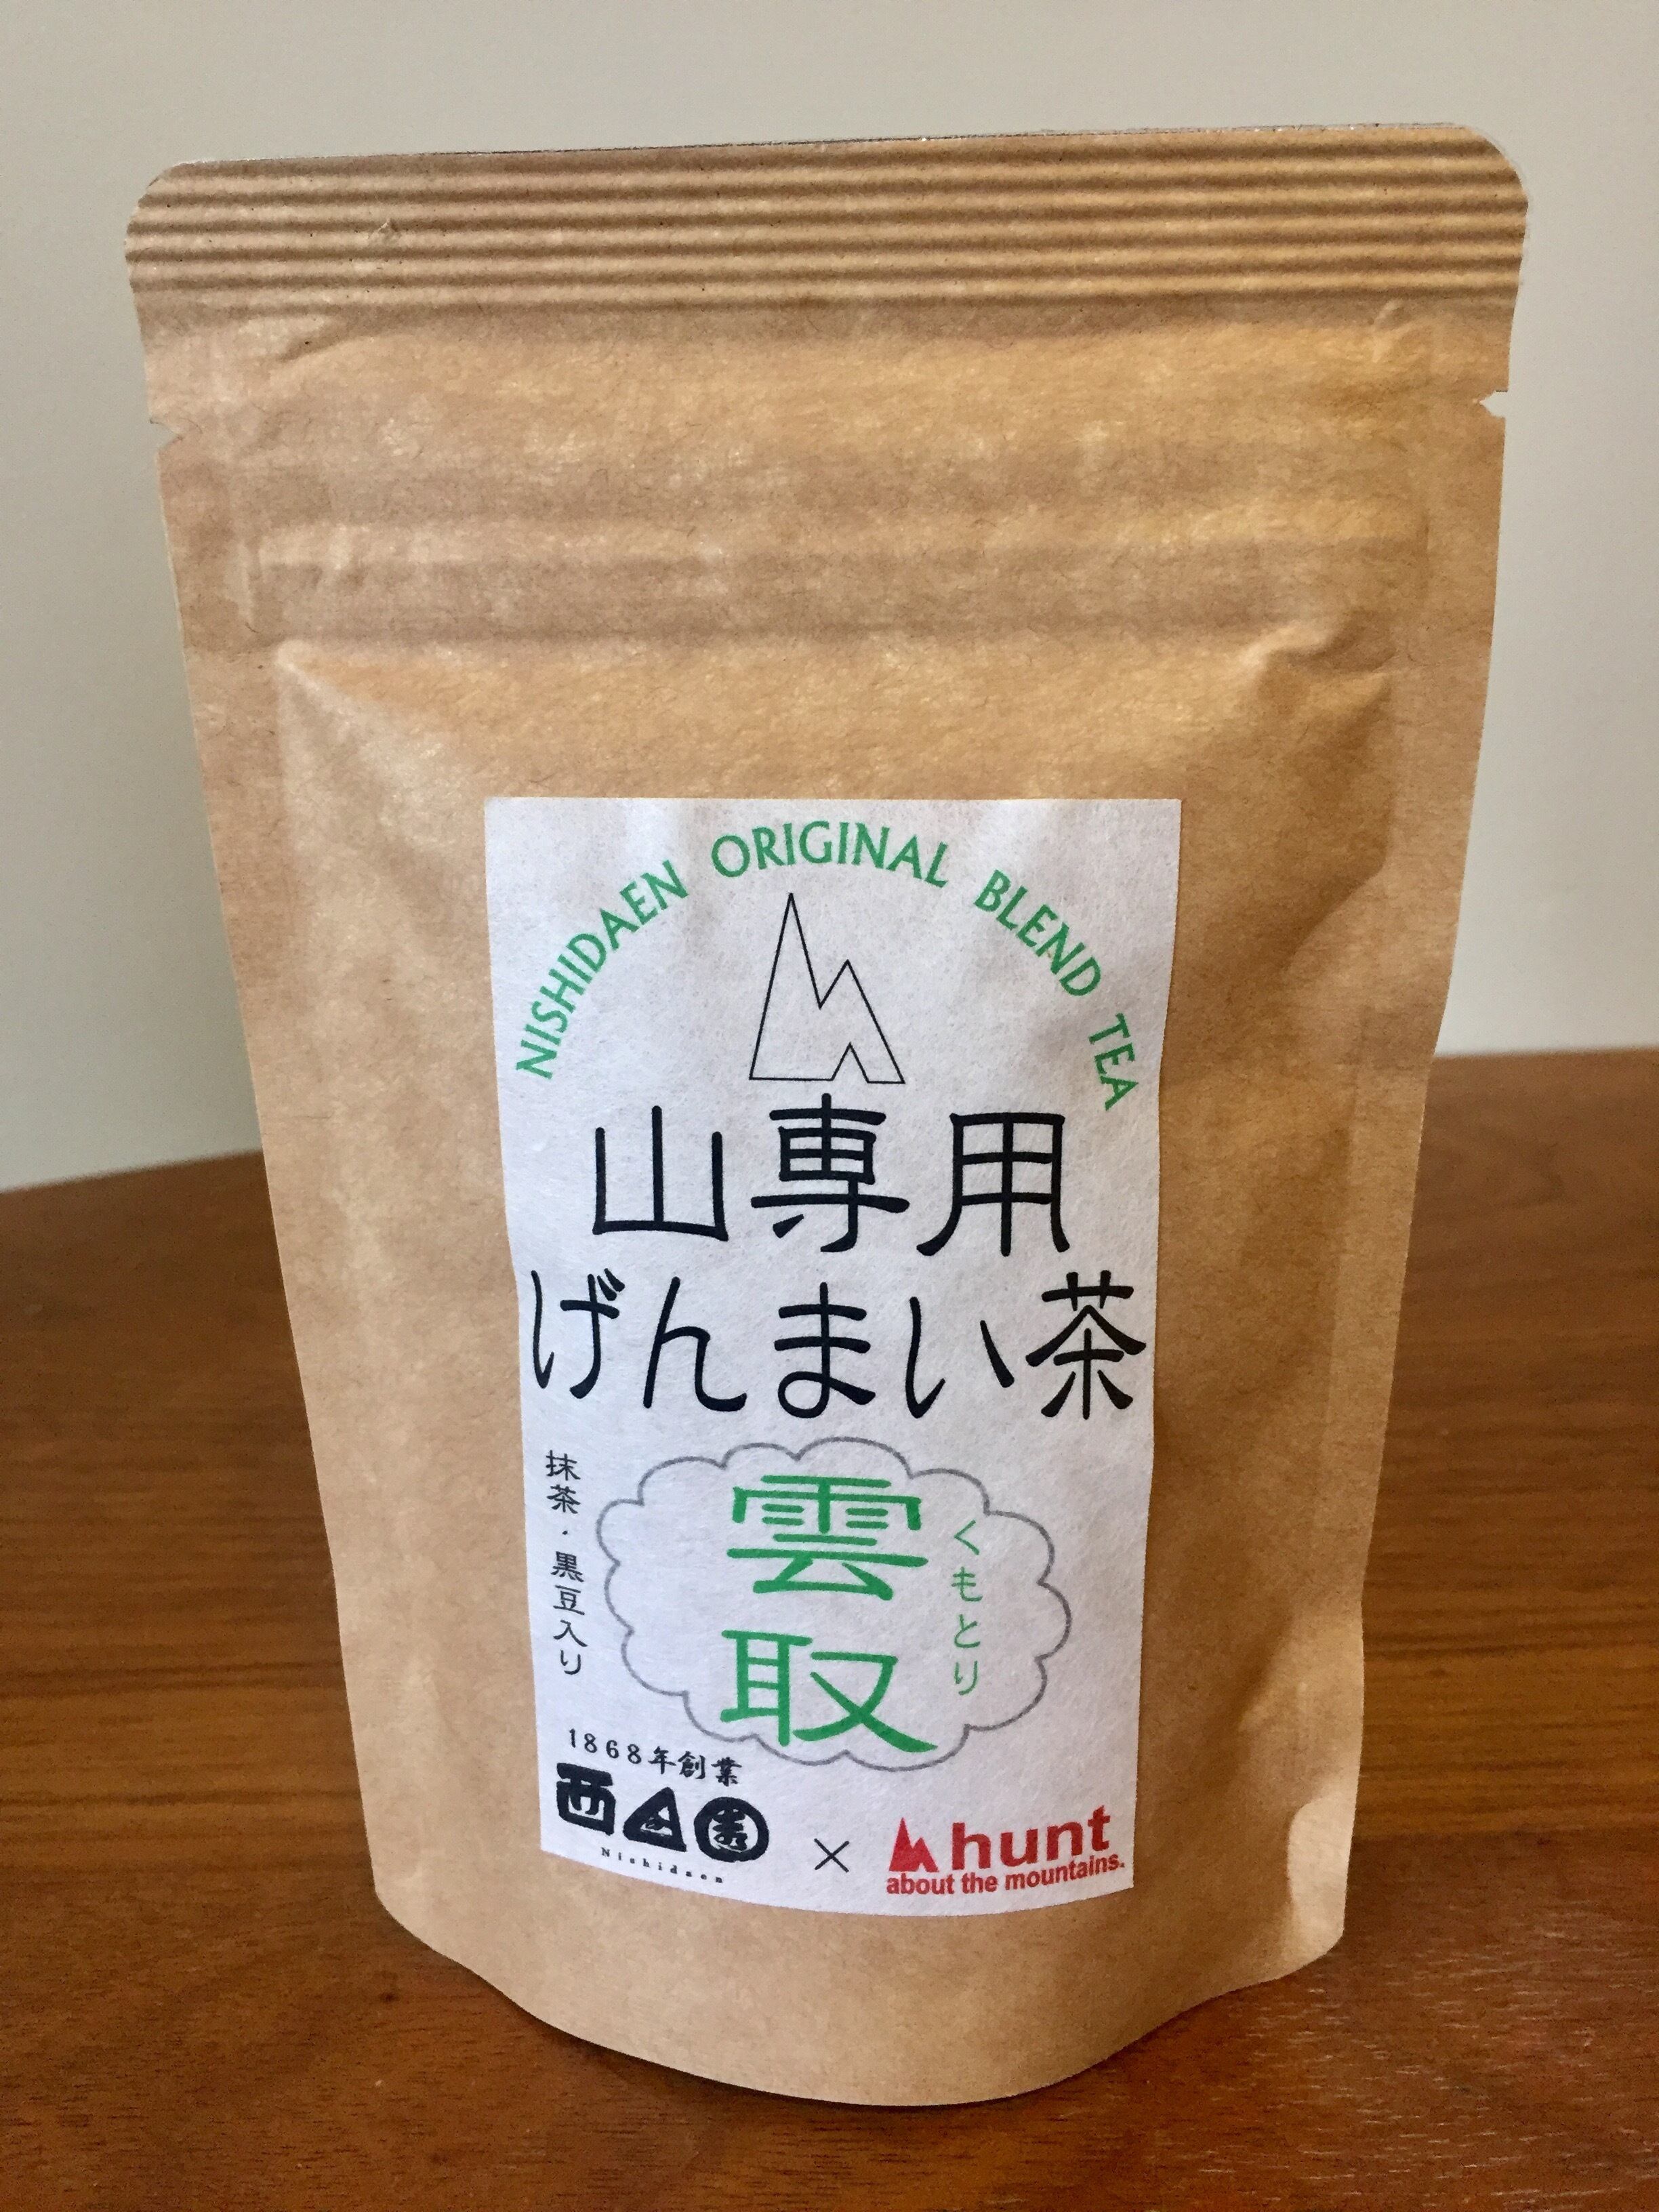 NISHIDAEN ORIGINAL BLEND TEA
山専用
げんまい茶
抹茶・黒豆入り
雲取
くもとり
1868年創業
西田園
Nishidaen
×
hunt
about the mountains.